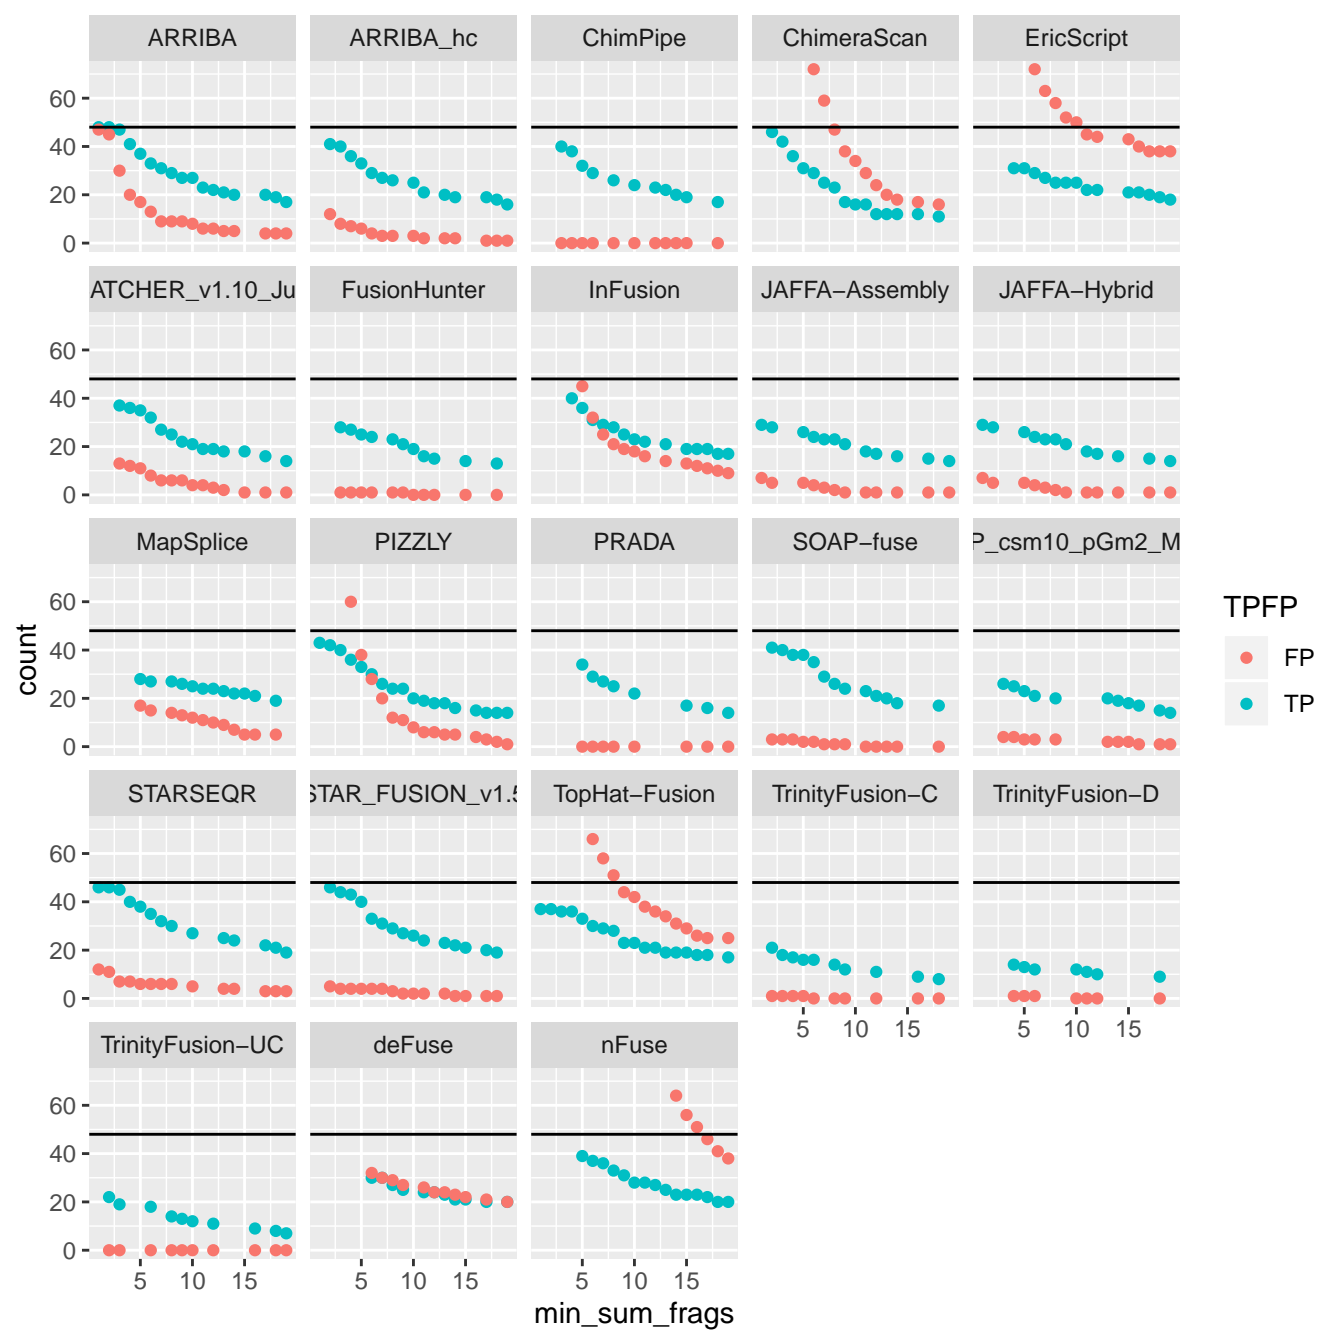 ARRIBA ARRIBA_hc ChimPipe ChimeraScan EricScript
60
40
20
0
ATCHER_v1.10_Ju FusionHunter InFusion JAFFA−Assembly JAFFA−Hybrid
60
40
20
0
MapSplice PIZZLY PRADA SOAP−fuse P_csm10_pGm2_M
60
40
20
0
count
TPFP
FP
TP
STARSEQR STAR_FUSION_v1.5 TopHat−Fusion TrinityFusion−C TrinityFusion−D
60
40
20
0
5 10 15 5 10 15
TrinityFusion−UC deFuse nFuse
60
40
20
0
5 10 15 5 10 15 5 10 15
min_sum_frags